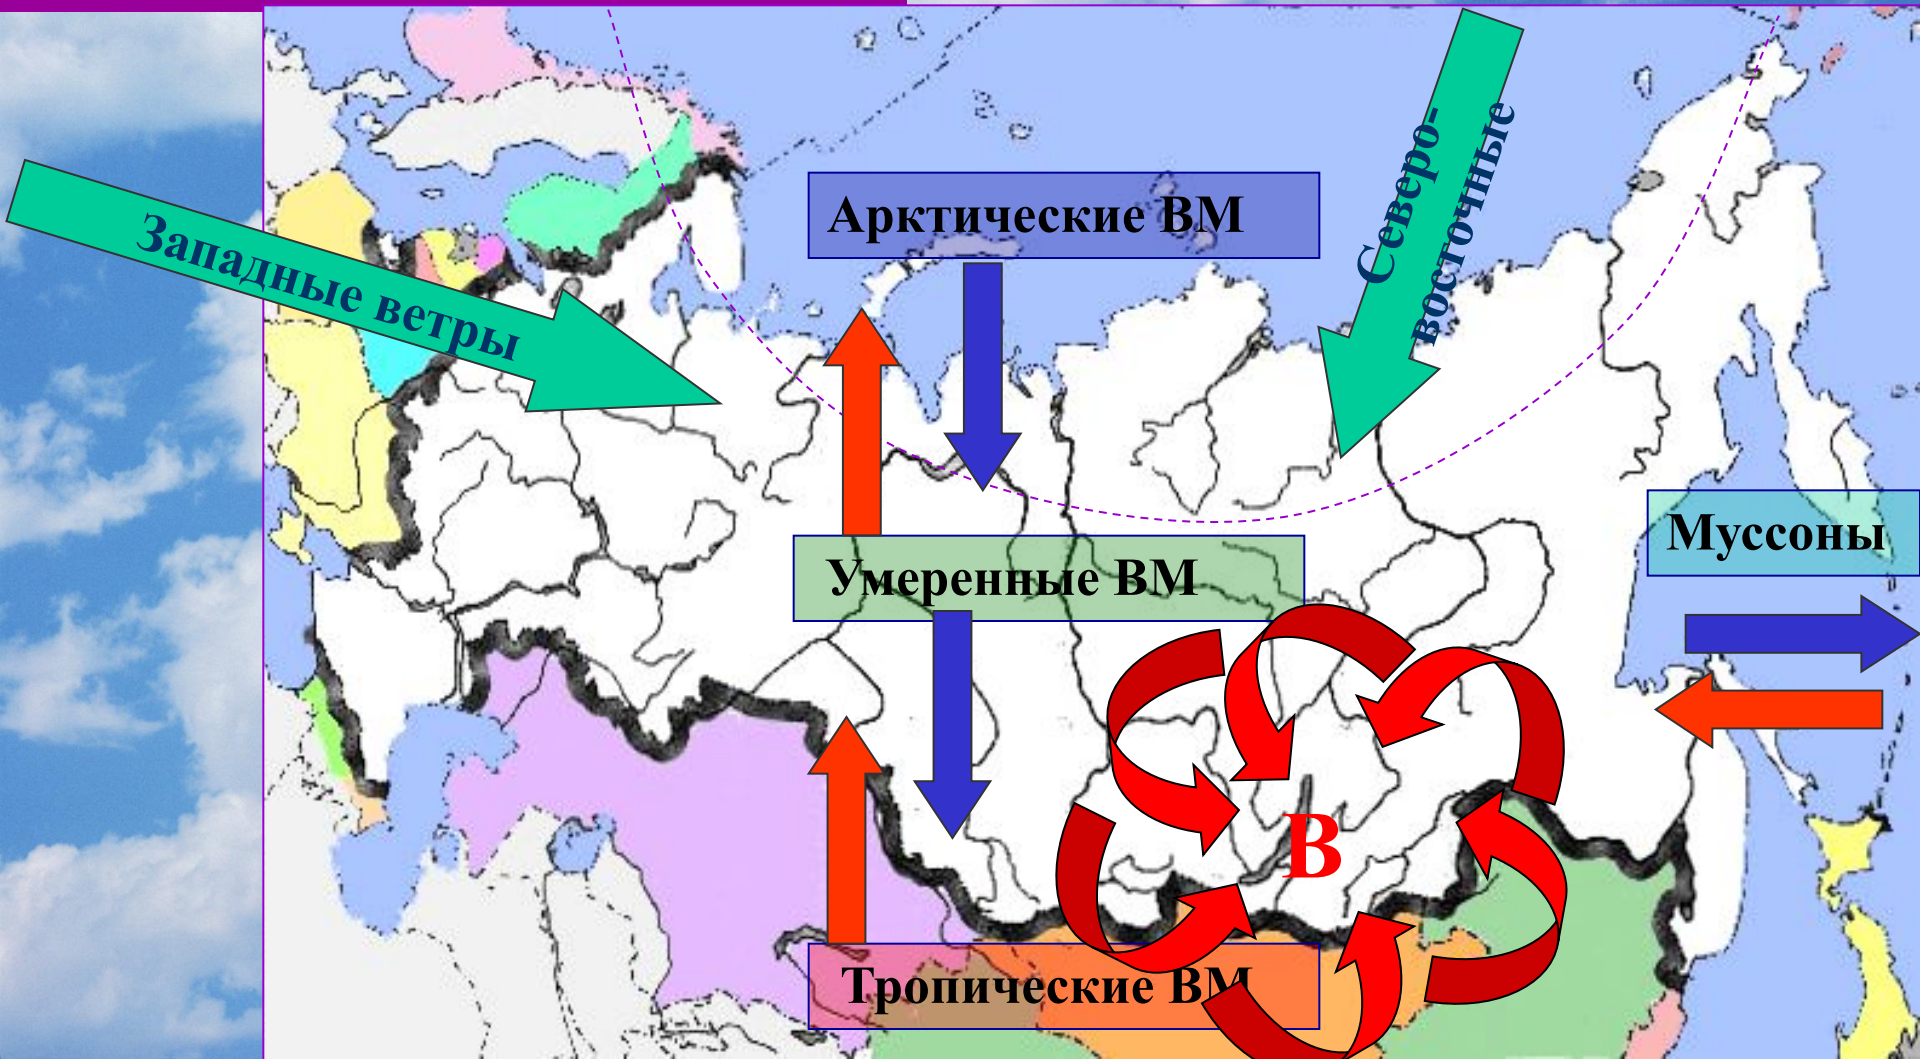 Западные ветры
Арктические ВМ
Северо-
восточные
Муссоны
Умеренные ВМ
В
Тропические ВМ